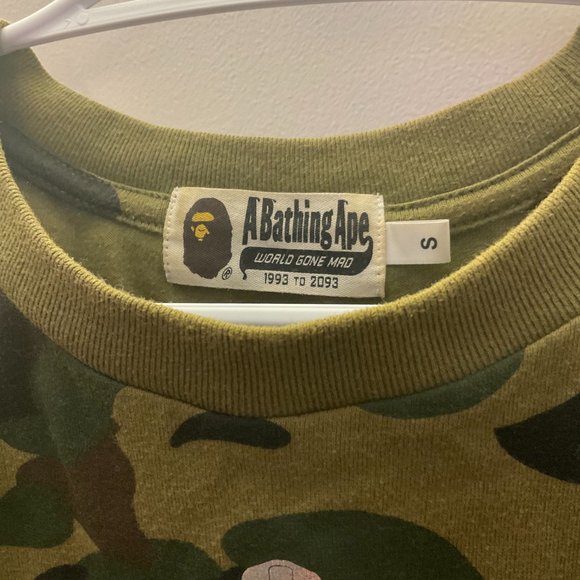 A Bathing Ape
WORLD GONE MAD
1993 TO 2093
®
S